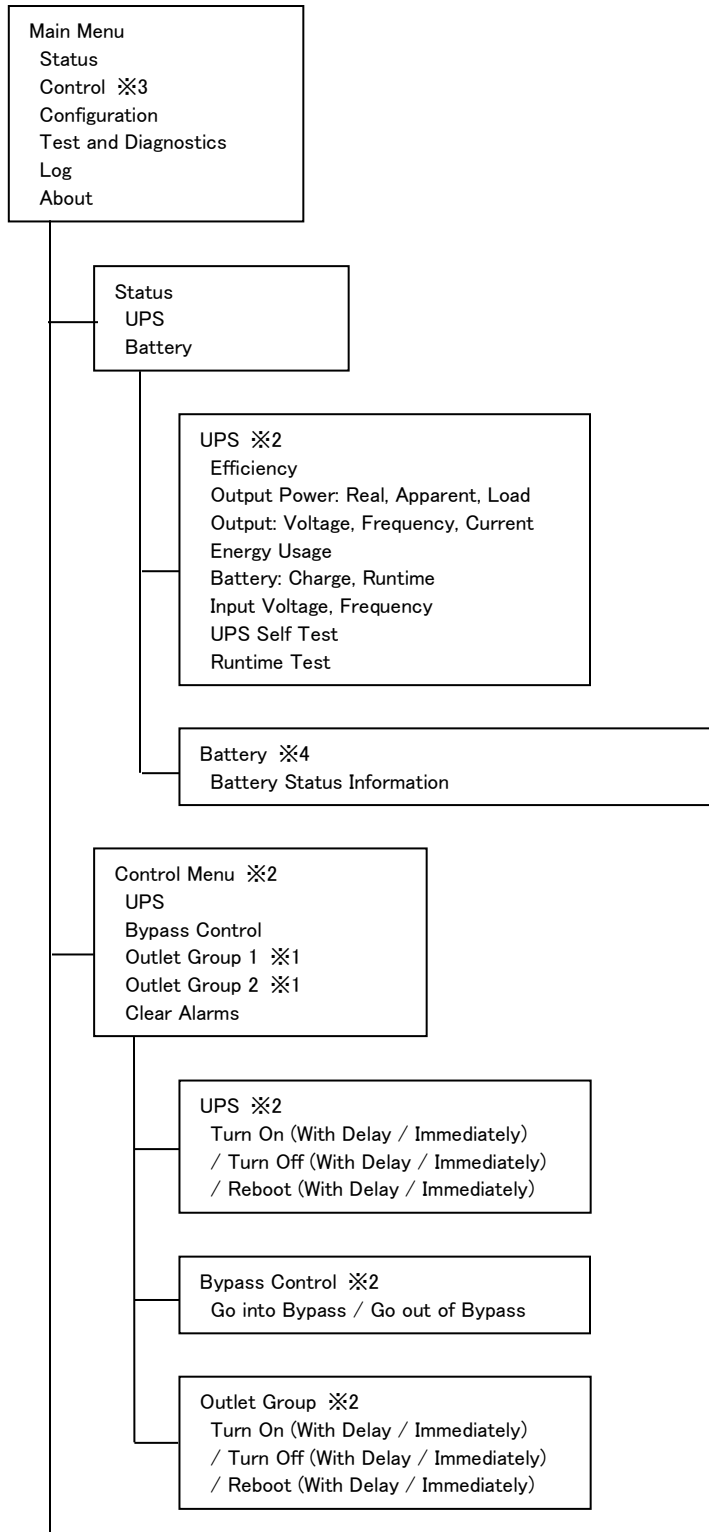 Main Menu
Status
Control ※3
Configuration
Test and Diagnostics
Log
About
Status
UPS
Battery
UPS ※2
Efficiency
Output Power: Real, Apparent, Load
Output: Voltage, Frequency, Current
Energy Usage
Battery: Charge, Runtime
Input Voltage, Frequency
UPS Self Test
Runtime Test
Battery ※4
Battery Status Information
Control Menu ※2
UPS
Bypass Control
Outlet Group 1 ※1
Outlet Group 2 ※1
Clear Alarms
UPS ※2
Turn On (With Delay / Immediately)
/ Turn Off (With Delay / Immediately)
/ Reboot (With Delay / Immediately)
Bypass Control ※2
Go into Bypass / Go out of Bypass
Outlet Group ※2
Turn On (With Delay / Immediately)
/ Turn Off (With Delay / Immediately)
/ Reboot (With Delay / Immediately)